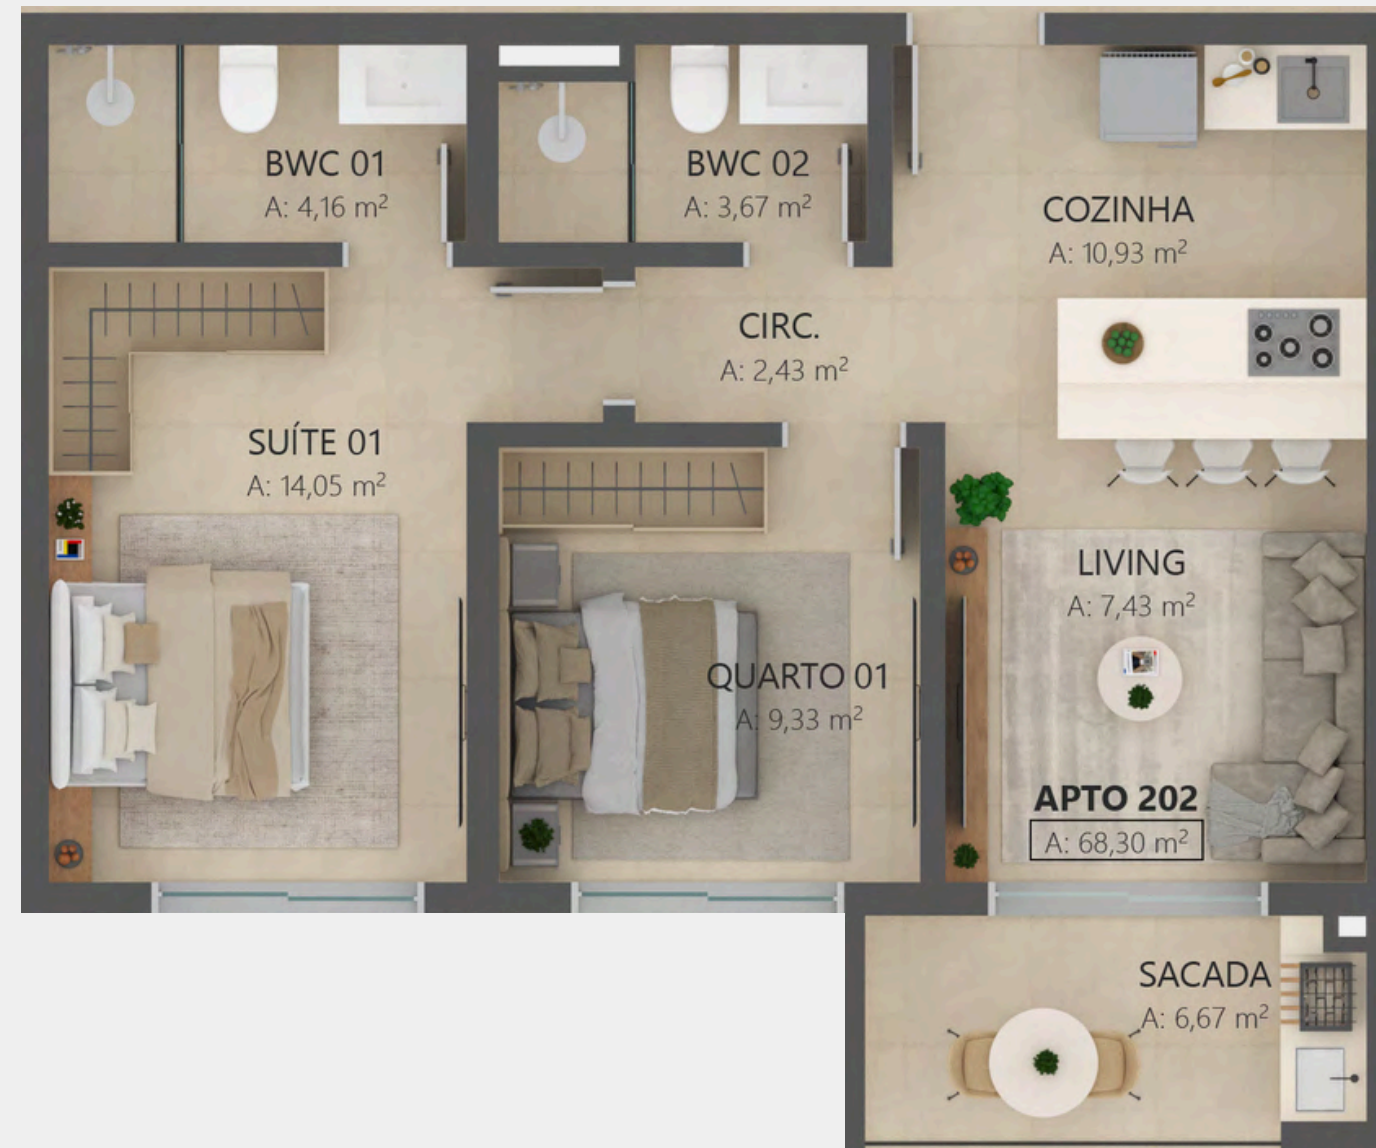 BWC 01
A: 4,16 m²
BWC 02
A: 3,67 m²
COZINHA
A: 10,93 m²
CIRC.
A: 2,43 m²
SUÍTE 01
A: 14,05 m²
LIVING
A: 7,43 m²
QUARTO 01
A: 9,33 m²
APTO 202
A: 68,30 m²
SACADA
A: 6,67 m²